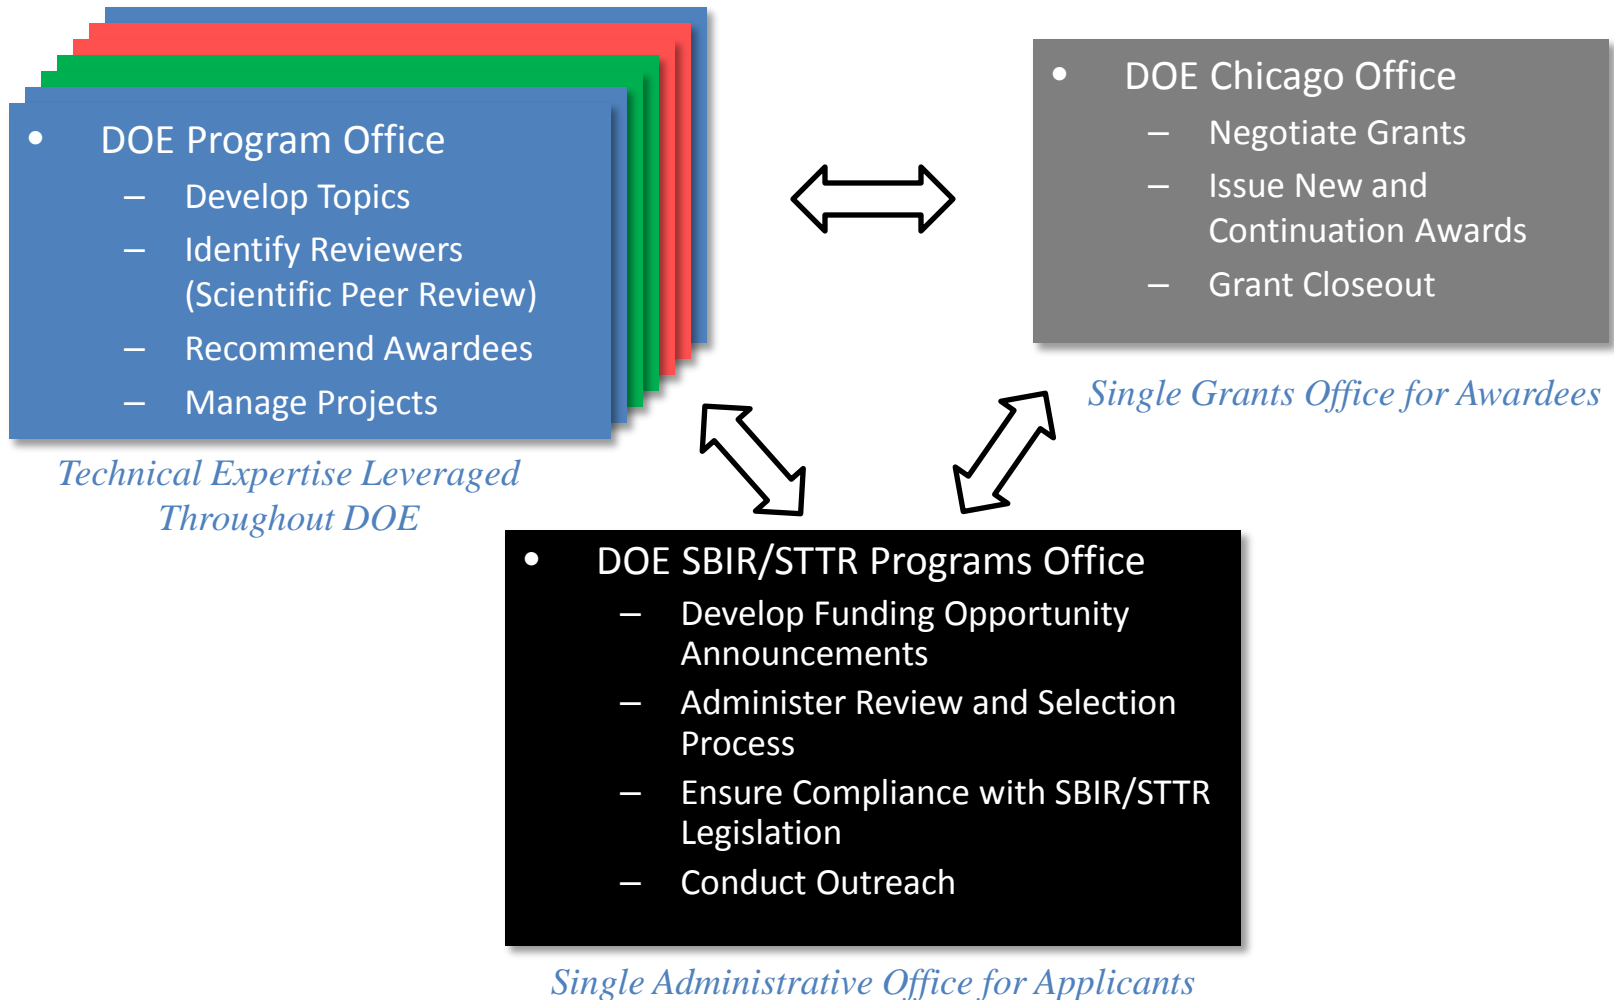 • DOE Program Office
– Develop Topics
– Identify Reviewers
(Scientific Peer Review)
– Recommend Awardees
– Manage Projects
Technical Expertise Leveraged
Throughout DOE
• DOE Chicago Office
– Negotiate Grants
– Issue New and
Continuation Awards
– Grant Closeout
Single Grants Office for Awardees
• DOE SBIR/STTR Programs Office
– Develop Funding Opportunity
Announcements
– Administer Review and Selection
Process
– Ensure Compliance with SBIR/STTR
Legislation
– Conduct Outreach
Single Administrative Office for Applicants